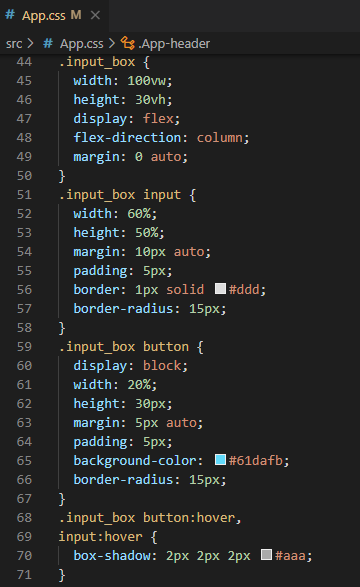 App.css M ×
src > # App.css > .App-header
44 .input_box {
45   width: 100vw;
46   height: 30vh;
47   display: flex;
48   flex-direction: column;
49   margin: 0 auto;
50 }
51 .input_box input {
52   width: 60%;
53   height: 50%;
54   margin: 10px auto;
55   padding: 5px;
56   border: 1px solid #ddd;
57   border-radius: 15px;
58 }
59 .input_box button {
60   display: block;
61   width: 20%;
62   height: 30px;
63   margin: 5px auto;
64   padding: 5px;
65   background-color: #61dafb;
66   border-radius: 15px;
67 }
68 .input_box button:hover,
69 input:hover {
70   box-shadow: 2px 2px 2px #aaa;
71 }